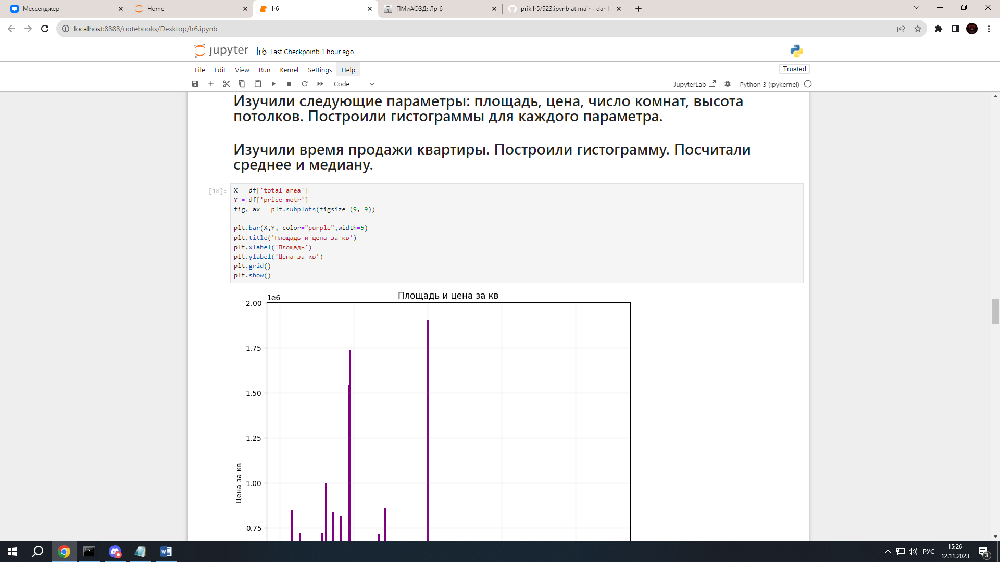 Мессенджер
Home
lr6
ПМиАОЗД: Лр 6
prikllr5/923.ipynb at main · dan1
localhost:8888/notebooks/Desktop/lr6.ipynb
jupyter lr6 Last Checkpoint: 1 hour ago
File Edit View Run Kernel Settings Help
Trusted
Code
JupyterLab
Python 3 (ipykernel)
Изучили следующие параметры: площадь, цена, число комнат, высота
потолков. Построили гистограммы для каждого параметра.
Изучили время продажи квартиры. Построили гистограмму. Посчитали
среднее и медиану.
[18]:
X = df['total_area']
Y = df['price_metr']
fig, ax = plt.subplots(figsize=(9, 9))
plt.bar(X,Y, color="purple",width=5)
plt.title('Площадь и цена за кв')
plt.xlabel('Площадь')
plt.ylabel('Цена за кв')
plt.grid()
plt.show()
Площадь и цена за кв
1e6
2.00
1.75
1.50
1.25
1.00
0.75
Цена за кв
РУС
15:26
12.11.2023
3